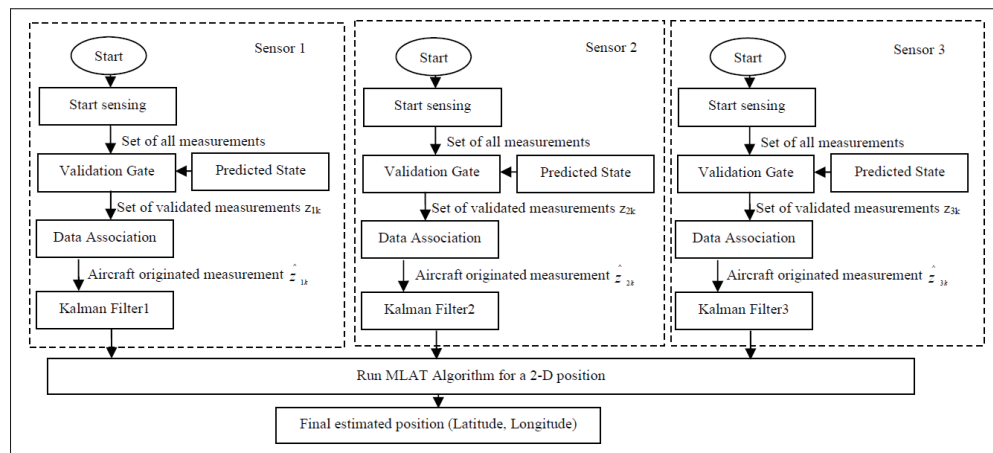 Sensor 1
Start
Start sensing
Set of all measurements
Validation Gate
Predicted State
Set of validated measurements z1k
Data Association
Aircraft originated measurement ẑ 1k
Kalman Filter1
Sensor 2
Start
Start sensing
Set of all measurements
Validation Gate
Predicted State
Set of validated measurements z2k
Data Association
Aircraft originated measurement ẑ 2k
Kalman Filter2
Sensor 3
Start
Start sensing
Set of all measurements
Validation Gate
Predicted State
Set of validated measurements z3k
Data Association
Aircraft originated measurement ẑ 3k
Kalman Filter3
Run MLAT Algorithm for a 2-D position
Final estimated position (Latitude, Longitude)